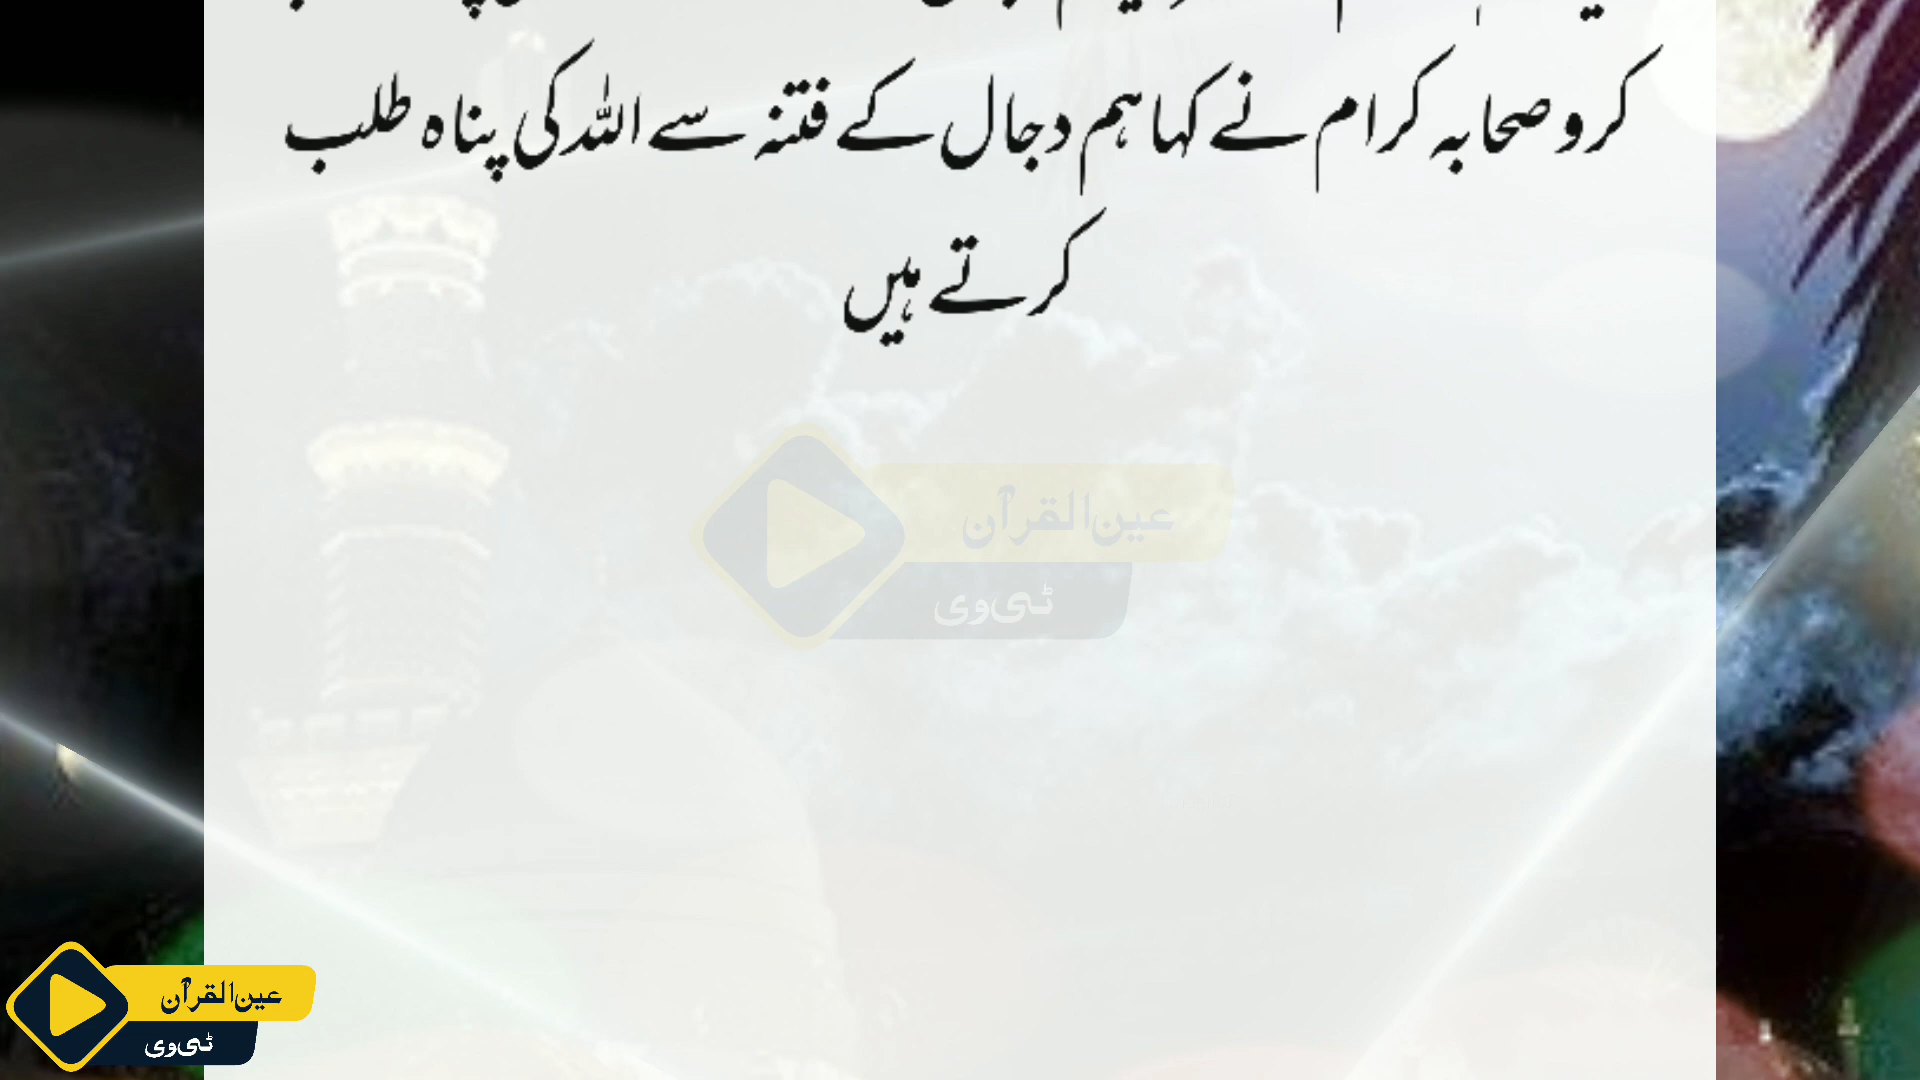 کرو صحابہ کرام نے کہا ہم دجال کے فتنہ سے اللہ کی پناہ طلب
کرتے ہیں
عین القرآن
ٹی وی
عین القرآن
ٹی وی